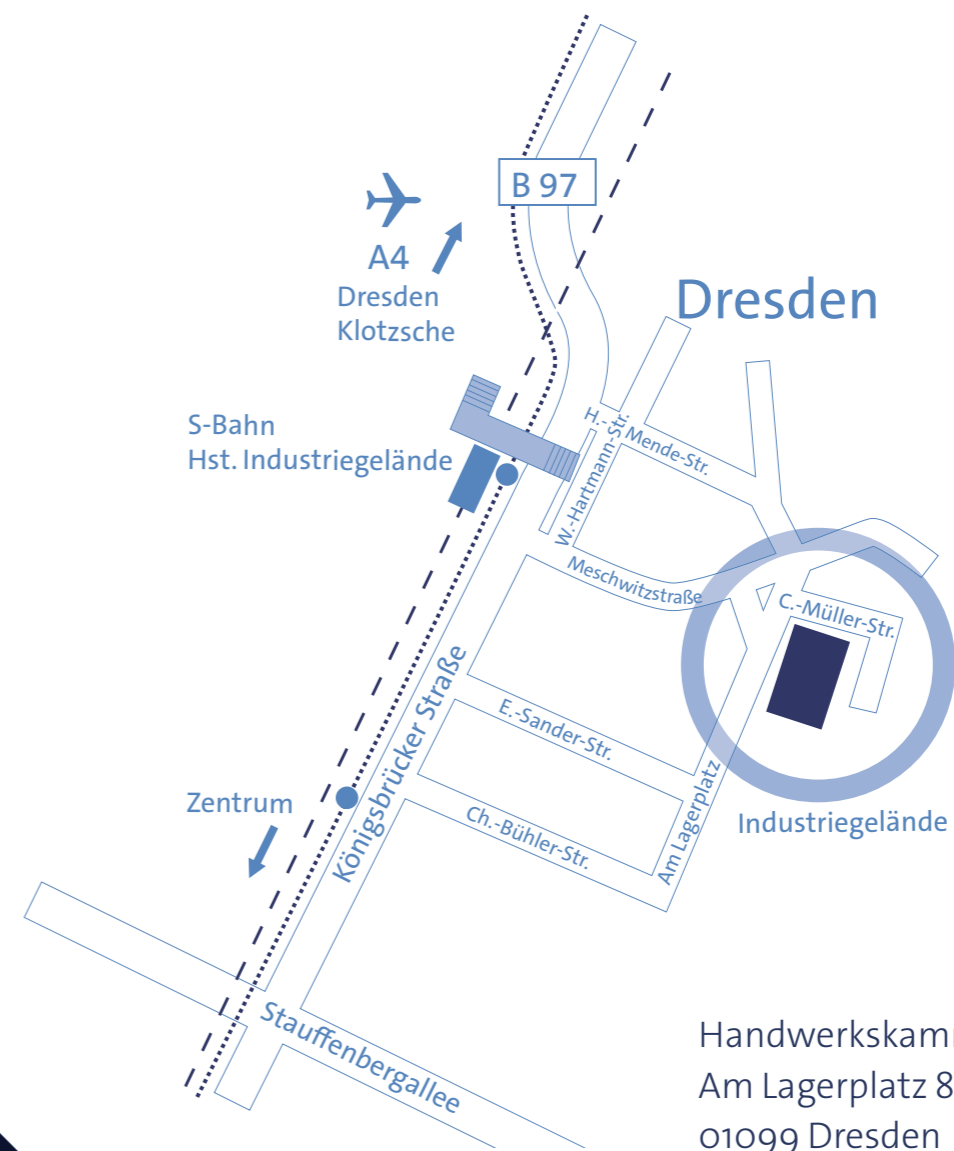 B 97
A4
Dresden
Klotzsche
Dresden
S-Bahn
Hst. Industriegelände
H.-Mende-Str.
W.-Hartmann-Str.
Meschwitzstraße
C.-Müller-Str.
Königsbrücker Straße
E.-Sander-Str.
Zentrum
Ch.-Bühler-Str.
Am Lagerplatz
Industriegelände
Stauffenbergallee
Handwerkskamm
Am Lagerplatz 8
01099 Dresden